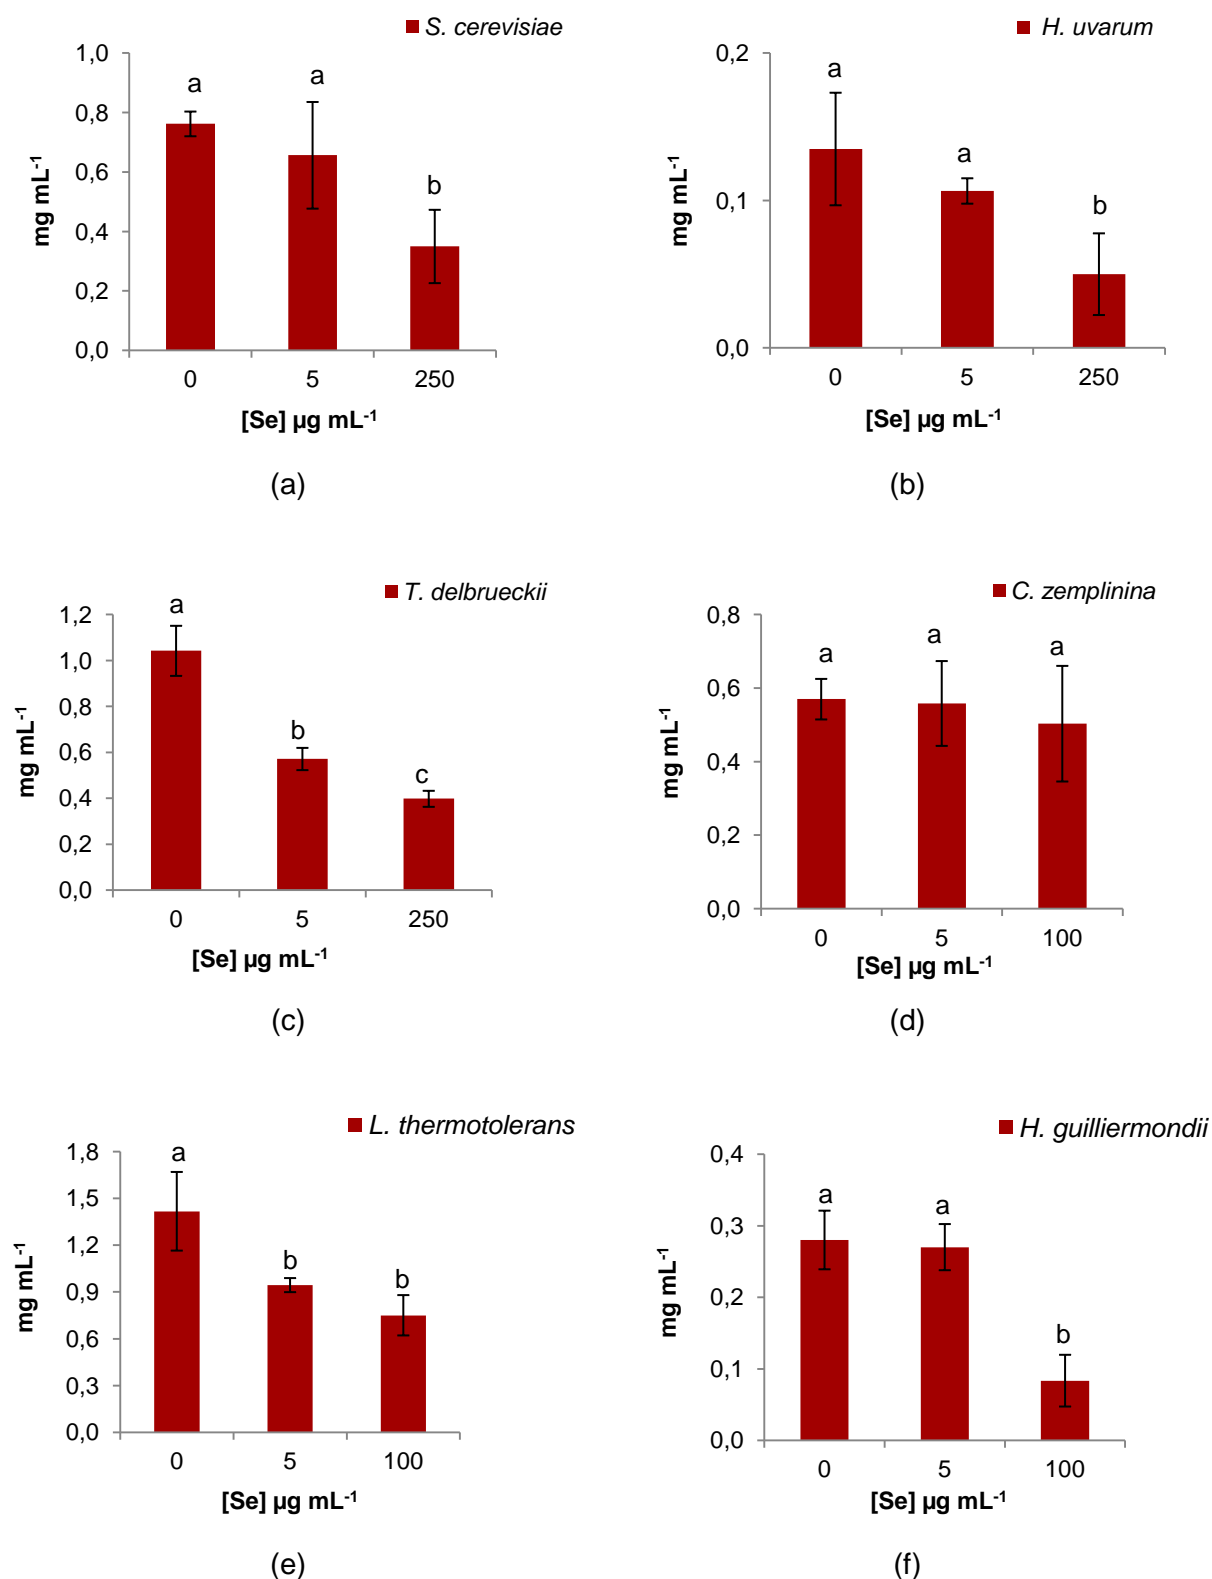 S. cerevisiae
1,0
0,8
0,6
0,4
0,2
0,0
mg mL-1
a
a
b
0 5 250
[Se] µg mL-1
(a)
H. uvarum
0,2
0,1
0,0
mg mL-1
a
a
b
0 5 250
[Se] µg mL-1
(b)
T. delbrueckii
1,2
1,0
0,8
0,6
0,4
0,2
0,0
mg mL-1
a
b
c
0 5 250
[Se] µg mL-1
(c)
C. zemplinina
0,8
0,6
0,4
0,2
0,0
mg mL-1
a
a
a
0 5 100
[Se] µg mL-1
(d)
L. thermotolerans
1,8
1,5
1,2
0,9
0,6
0,3
0,0
mg mL-1
a
b
b
0 5 100
[Se] µg mL-1
(e)
H. guilliermondii
0,4
0,3
0,2
0,1
0,0
mg mL-1
a
a
b
0 5 100
[Se] µg mL-1
(f)